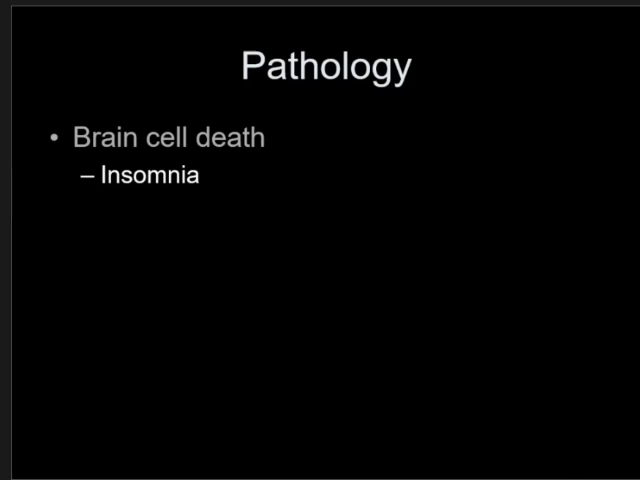 Pathology
• Brain cell death
– Insomnia